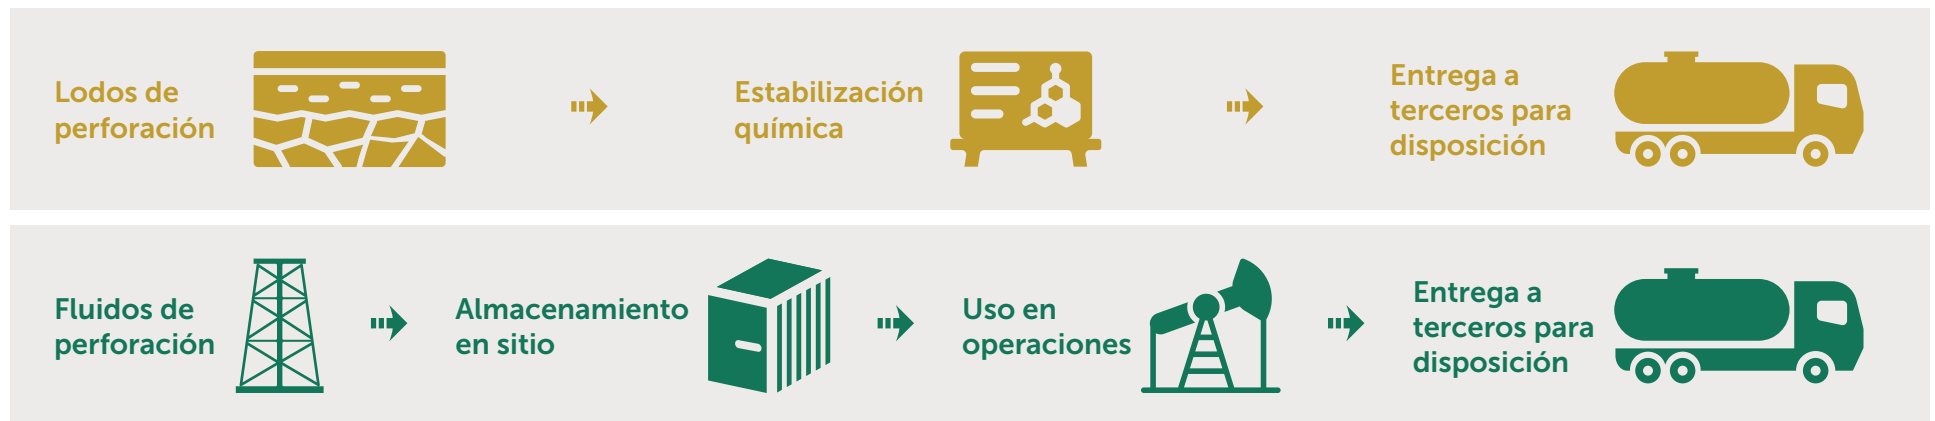 Lodos de
perforación
Estabilización
química
Entrega a
terceros para
disposición
Fluidos de
perforación
Almacenamiento
en sitio
Uso en
operaciones
Entrega a
terceros para
disposición